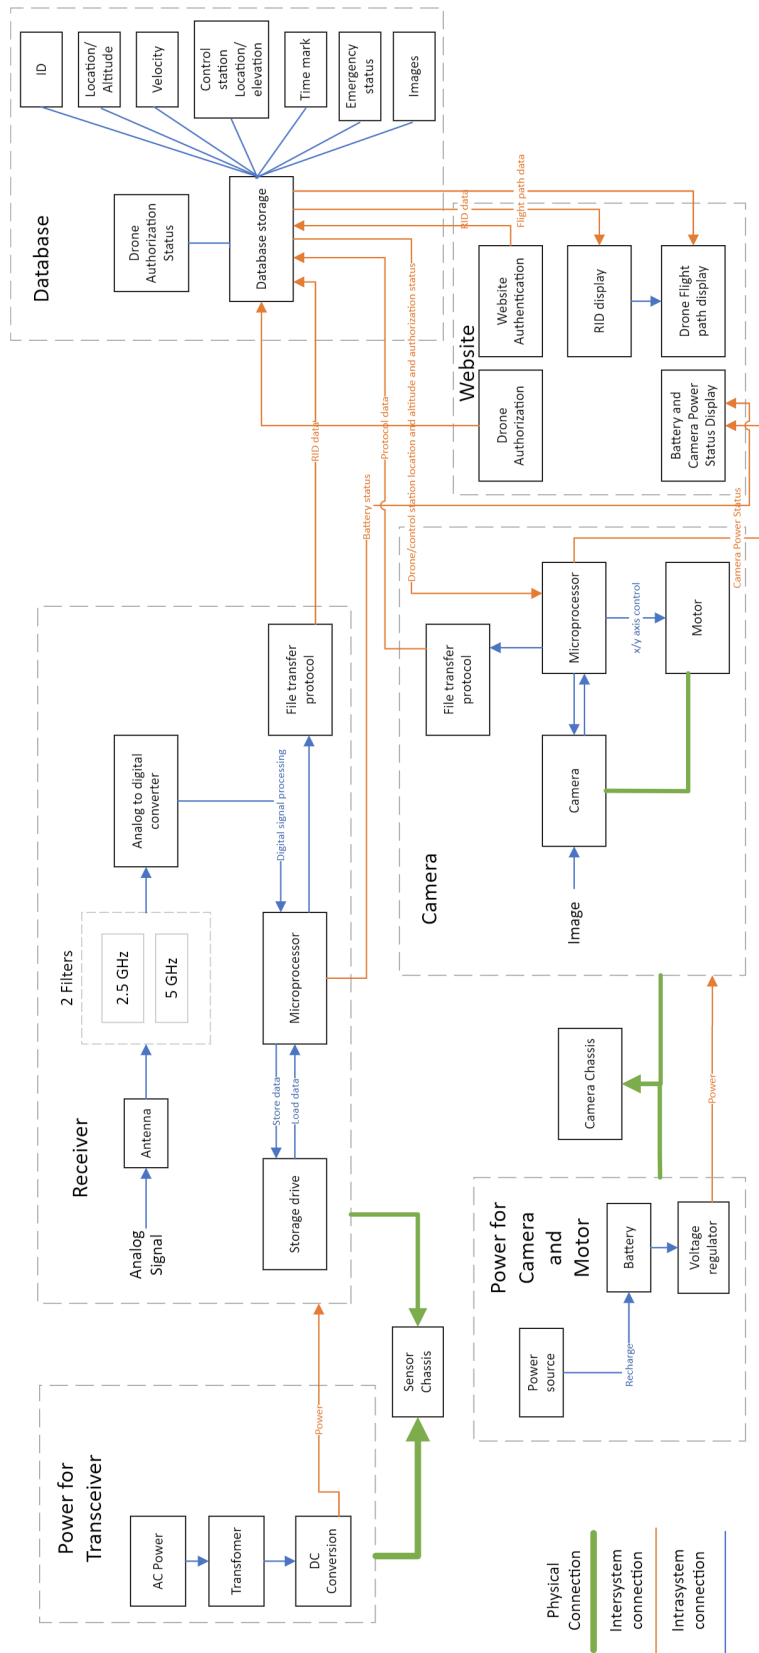 Database
ID
Location/
Altitude
Velocity
Control
station
Location/
elevation
Time mark
Emergency
status
Images
Drone
Authorization
Status
Database storage
RID data
Flight path data
Website
Website
Authentication
RID display
Drone Flight
path display
Drone
Authorization
Battery and
Camera Power
Status Display
RID data
Protocol data
Battery status
Drone/control station location and altitude and authorization status
Camera Power Status
Receiver
Analog
Signal
Antenna
2 Filters
2.5 GHz
5 GHz
Analog to digital
converter
Digital signal processing
Microprocessor
Store data
Load data
Storage drive
File transfer
protocol
Camera
Image
Camera
Microprocessor
File transfer
protocol
x/y axis control
Motor
Power for
Transceiver
AC Power
Transfomer
DC
Conversion
Power
Sensor
Chassis
Camera Chassis
Power
Power for
Camera
and
Motor
Power
source
Recharge
Battery
Voltage
regulator
Physical
Connection
Intersystem
connection
Intrasystem
connection